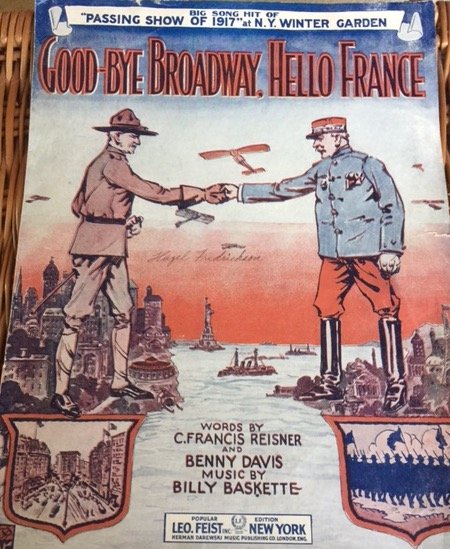 BIG SONG HIT OF
"PASSING SHOW OF 1917" at N.Y. WINTER GARDEN
GOOD-BYE BROADWAY, HELLO FRANCE
Hazel Fredrickson
WORDS BY
C. FRANCIS REISNER
AND
BENNY DAVIS
MUSIC BY
BILLY BASKETTE
POPULAR EDITION
LEO. FEIST INC. NEW YORK
HERMAN DAREWSKI MUSIC PUBLISHING CO. LONDON, ENG.